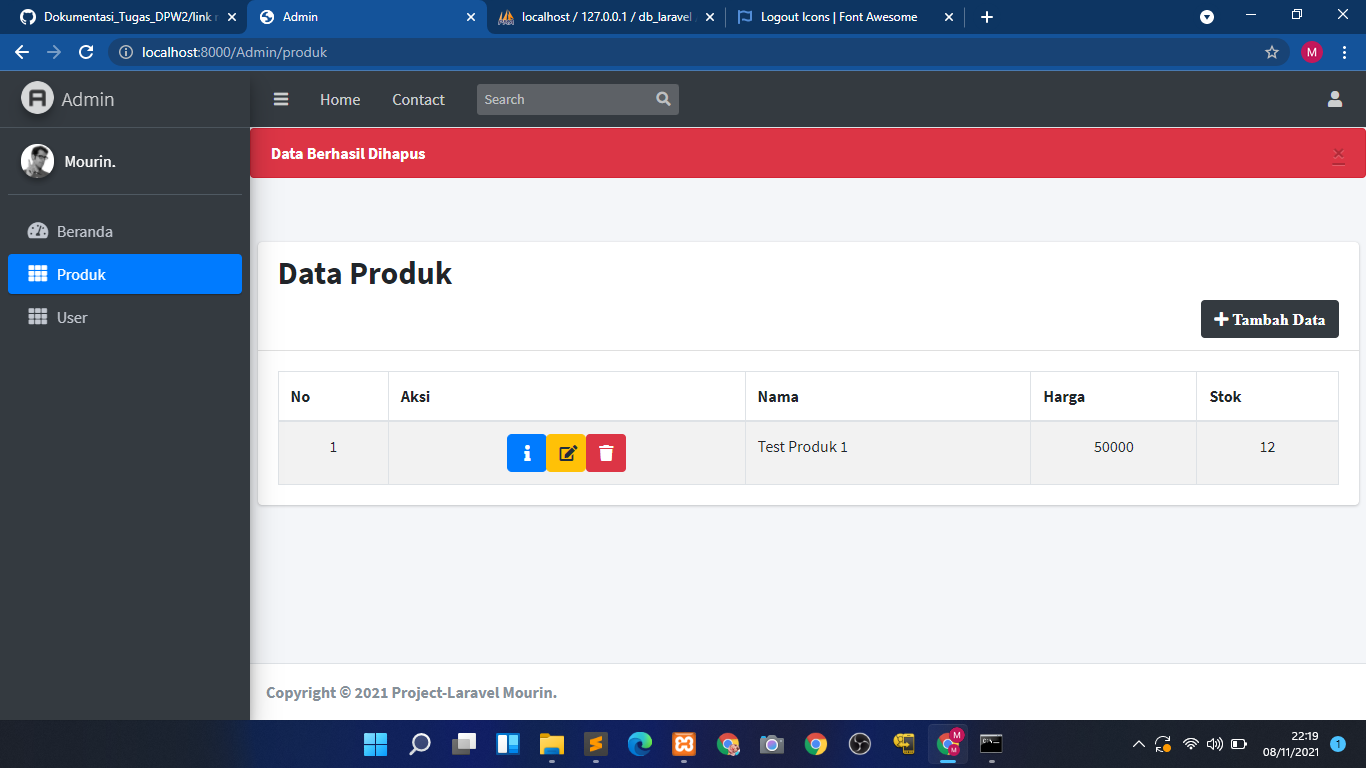 Dokumentasi_Tugas_DPW2/link
Admin
localhost / 127.0.0.1 / db_laravel
Logout Icons | Font Awesome
localhost:8000/Admin/produk
M
Admin
Home
Contact
Search
Mourin.
Data Berhasil Dihapus
×
Beranda
Produk
User
Data Produk
Tambah Data
No Aksi Nama Harga Stok
1 Test Produk 1 50000 12
Copyright © 2021 Project-Laravel Mourin.
22:19
08/11/2021
1